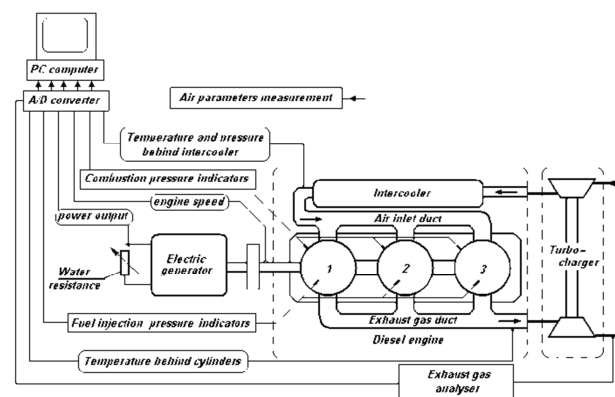 PC computer
A/D converter
Air parameters measurement
Temperature and pressure
behind intercooler
Combustion pressure indicators
engine speed
power output
Intercooler
Air inlet duct
Electric
generator
Water
resistance
1
2
3
Turbo-
charger
Fuel injection pressure indicators
Exhaust gas duct
Diesel engine
Temperature behind cylinders
Exhaust gas
analyser